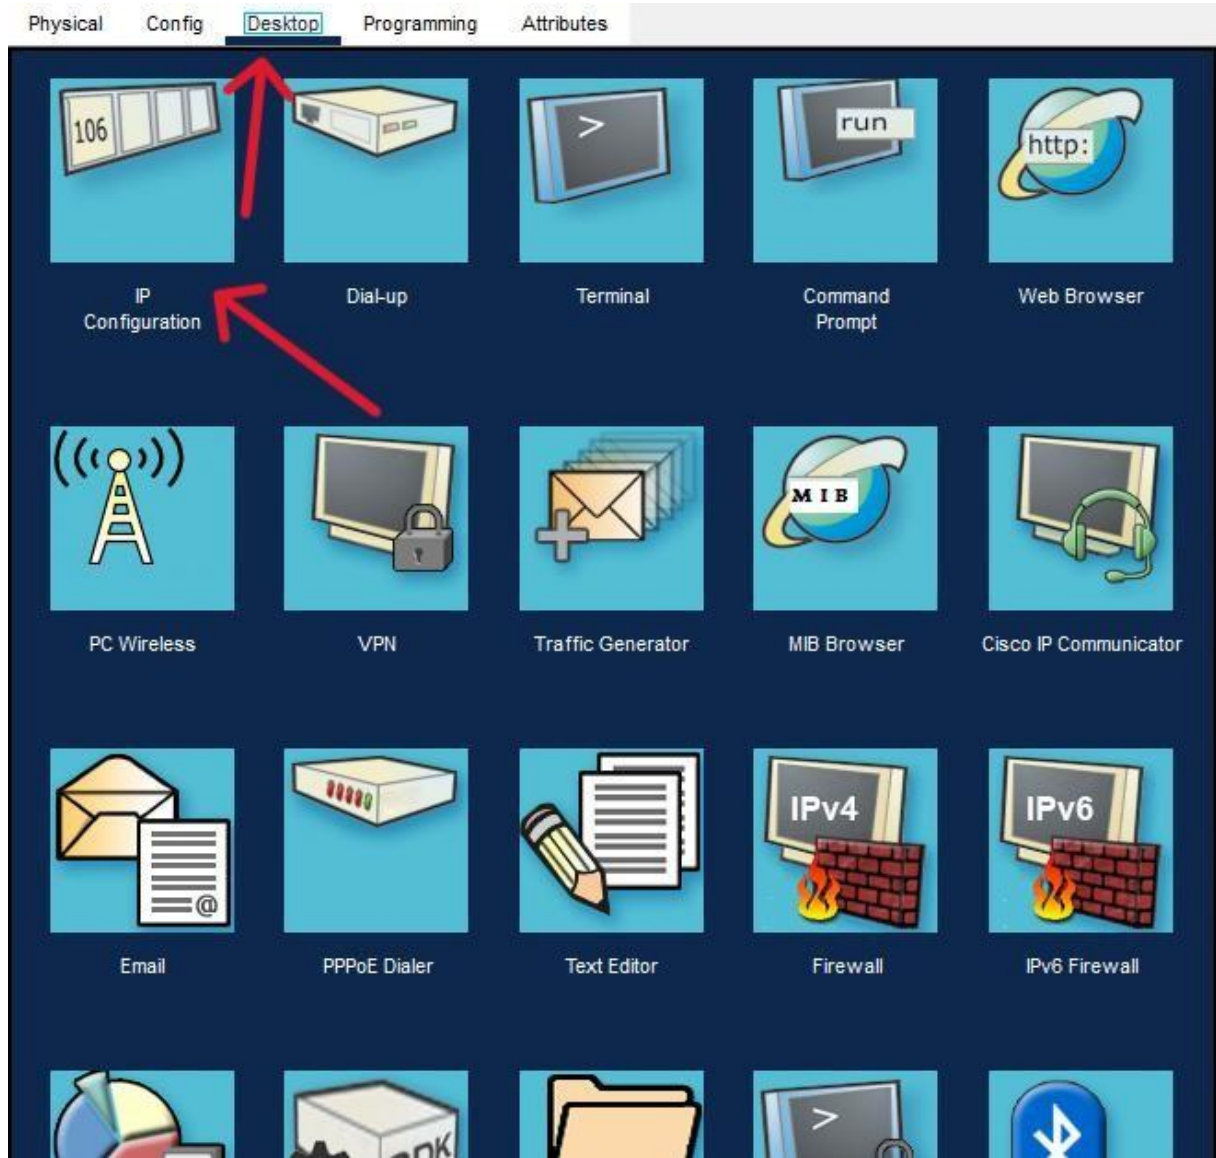 Physical Config Desktop Programming Attributes
106
>
run
http:
IP
Configuration
Dial-up
Terminal
Command
Prompt
Web Browser
MIB
PC Wireless
VPN
Traffic Generator
MIB Browser
Cisco IP Communicator
IPv4
IPv6
@
Email
PPPoE Dialer
Text Editor
Firewall
IPv6 Firewall
>